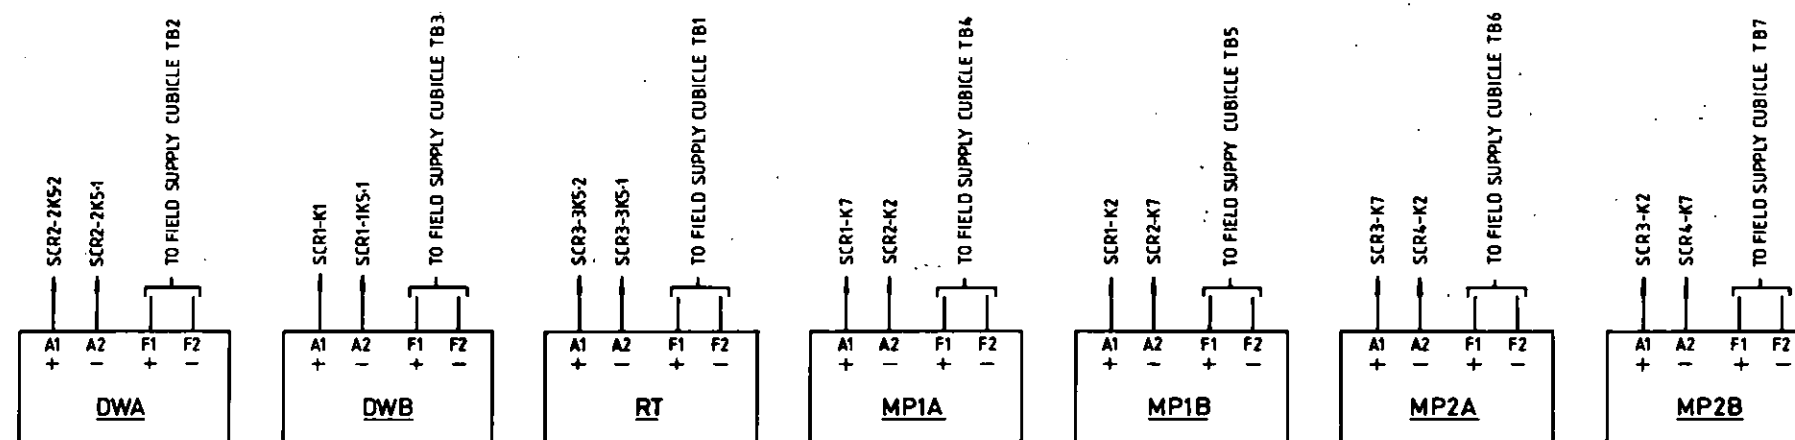 SCR2-2K5-2
SCR2-2K5-1
TO FIELD SUPPLY CUBICLE TB2
A1 A2 F1 F2
+ − + −
DWA
SCR1-K1
SCR1-1K5-1
TO FIELD SUPPLY CUBICLE TB3
A1 A2 F1 F2
+ − + −
DWB
SCR3-3K5-2
SCR3-3K5-1
TO FIELD SUPPLY CUBICLE TB1
A1 A2 F1 F2
+ − + −
RT
SCR1-K7
SCR2-K2
TO FIELD SUPPLY CUBICLE TB4
A1 A2 F1 F2
+ − + −
MP1A
SCR1-K2
SCR2-K7
TO FIELD SUPPY CUBICLE TB5
A1 A2 F1 F2
+ − + −
MP1B
SCR3-K7
SCR4-K2
TO FIELD SUPPLY CUBICLE TB6
A1 A2 F1 F2
+ − + −
MP2A
SCR3-K2
SCR4-K7
TO FIELD SUPPLY CUBICLE TB7
A1 A2 F1 F2
+ − + −
MP2B